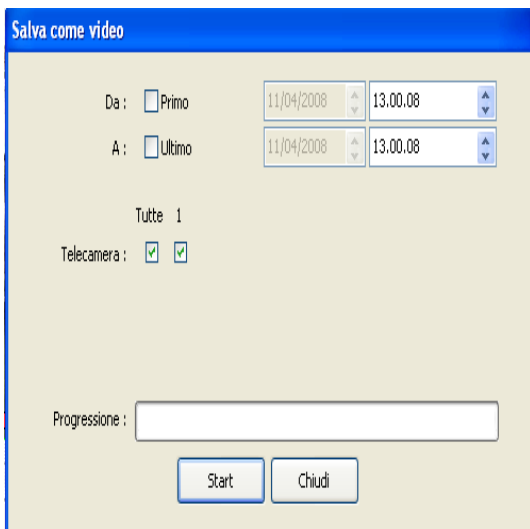 Salva come video
Da : Primo 11/04/2008 13.00.08
A : Ultimo 11/04/2008 13.00.08
Tutte 1
Telecamera :
Progressione :
Start Chiudi